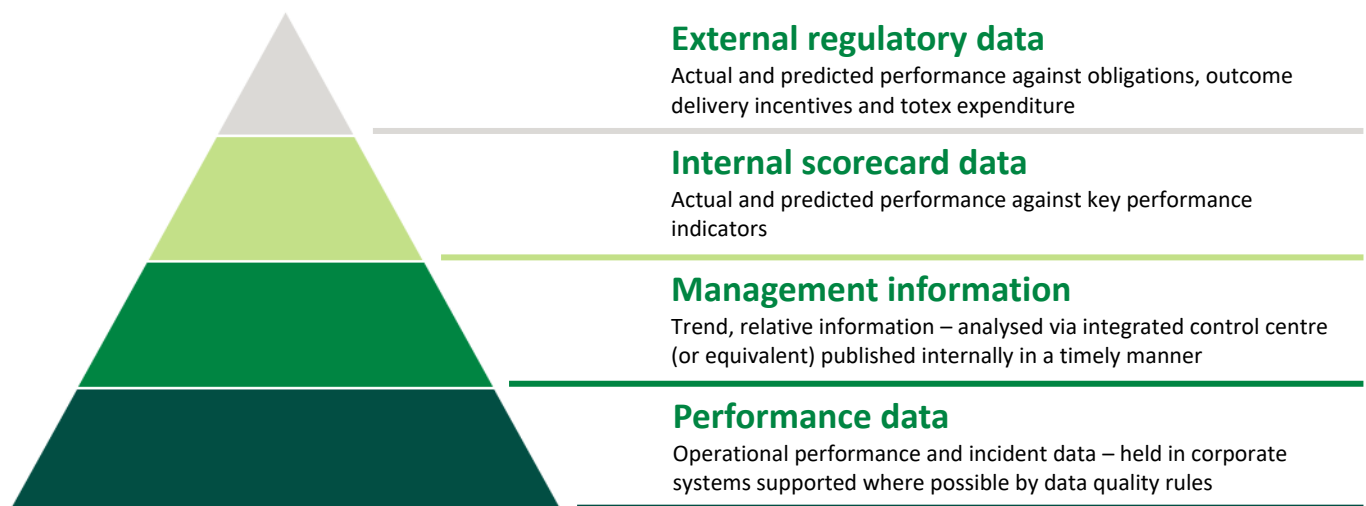 External regulatory data
Actual and predicted performance against obligations, outcome
delivery incentives and totex expenditure
Internal scorecard data
Actual and predicted performance against key performance
indicators
Management information
Trend, relative information – analysed via integrated control centre
(or equivalent) published internally in a timely manner
Performance data
Operational performance and incident data – held in corporate
systems supported where possible by data quality rules